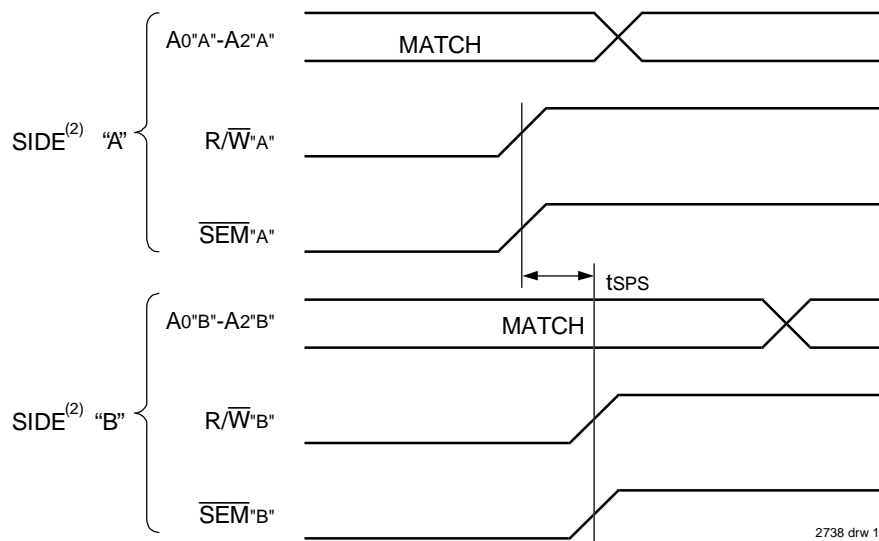 A0"A"-A2"A"
MATCH
SIDE(2) “A”
R/W"A"
SEM"A"
tSPS
A0"B"-A2"B"
MATCH
SIDE(2) “B”
R/W"B"
SEM"B"
2738 drw 1